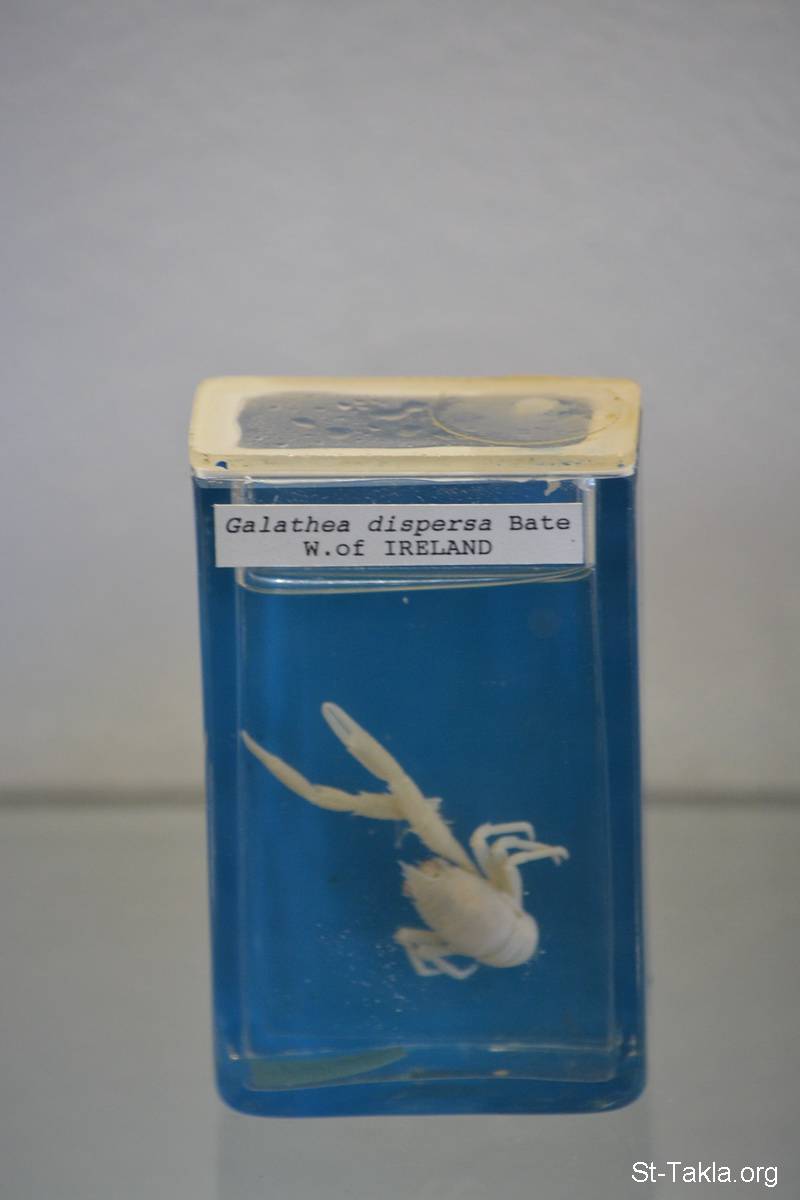 Galathea dispersa Bate
W.of IRELAND
St-Takla.org